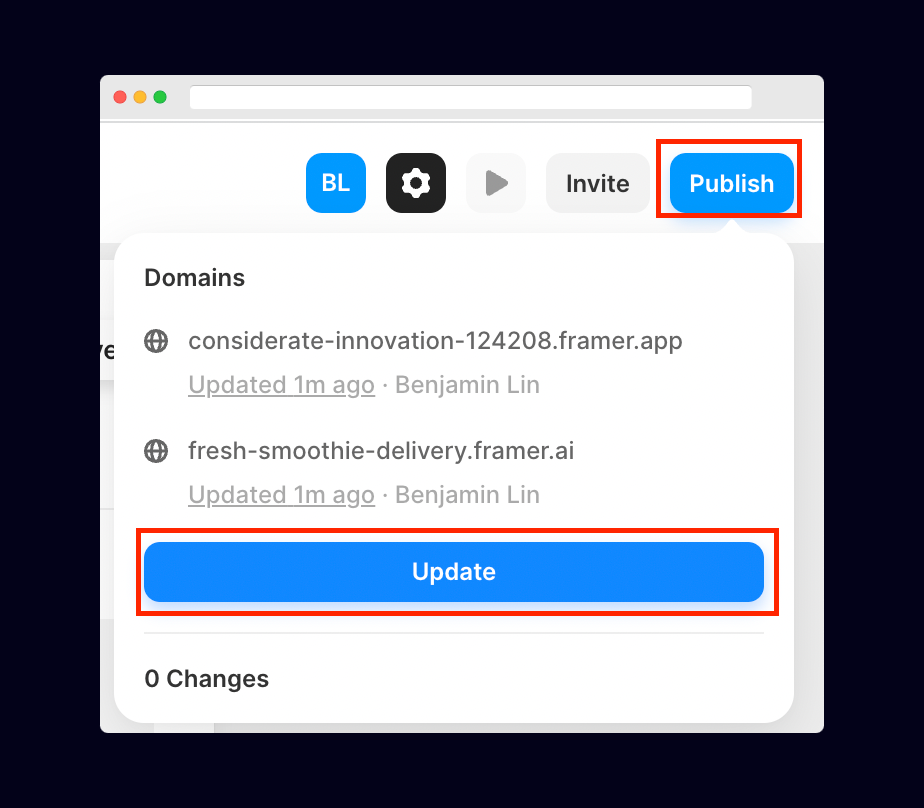 BL
Invite
Publish
Domains
ve
considerate-innovation-124208.framer.app
Updated 1m ago · Benjamin Lin
fresh-smoothie-delivery.framer.ai
Updated 1m ago · Benjamin Lin
Update
0 Changes